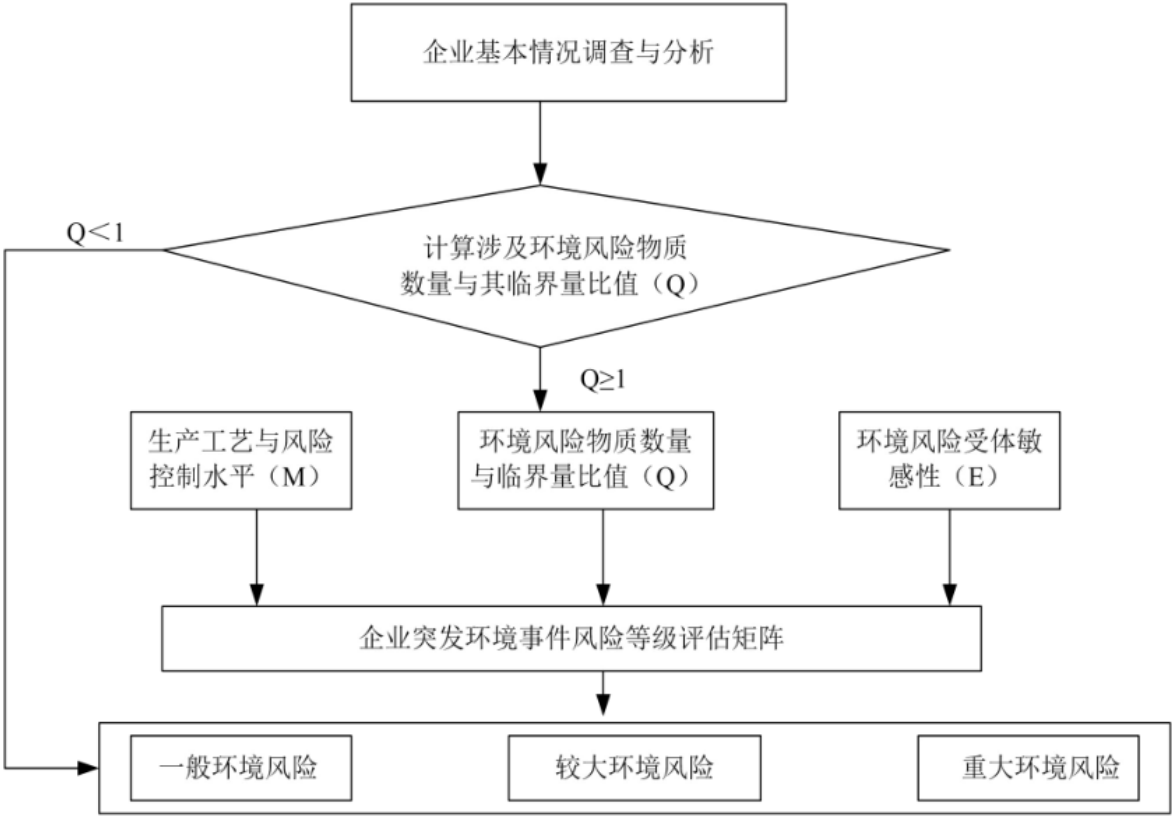 企业基本情况调查与分析
Q＜1
计算涉及环境风险物质
数量与其临界量比值（Q）
Q≥1
生产工艺与风险
控制水平（M）
环境风险物质数量
与临界量比值（Q）
环境风险受体敏
感性（E）
企业突发环境事件风险等级评估矩阵
一般环境风险
较大环境风险
重大环境风险